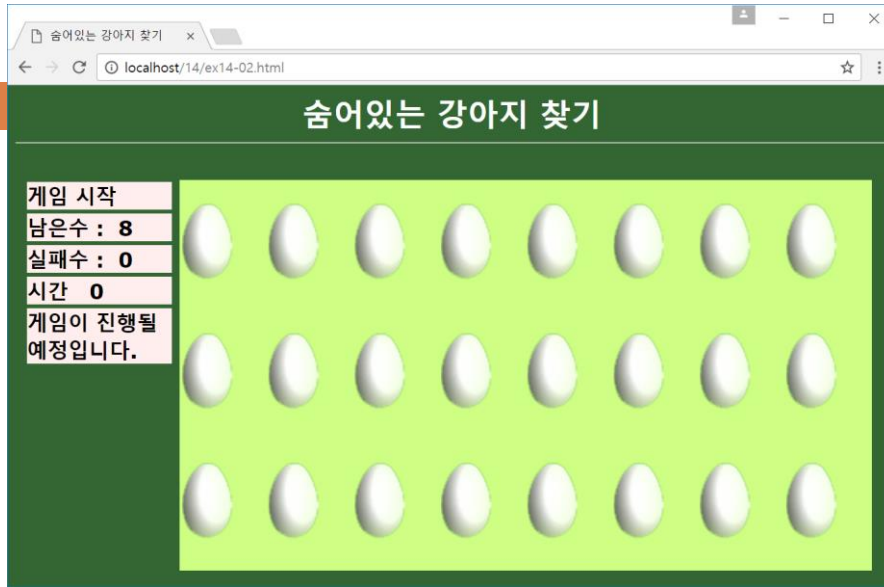 숨어있는 강아지 찾기
localhost/14/ex14-02.html
숨어있는 강아지 찾기
게임 시작
남은수 : 8
실패수 : 0
시간 0
게임이 진행될
예정입니다.